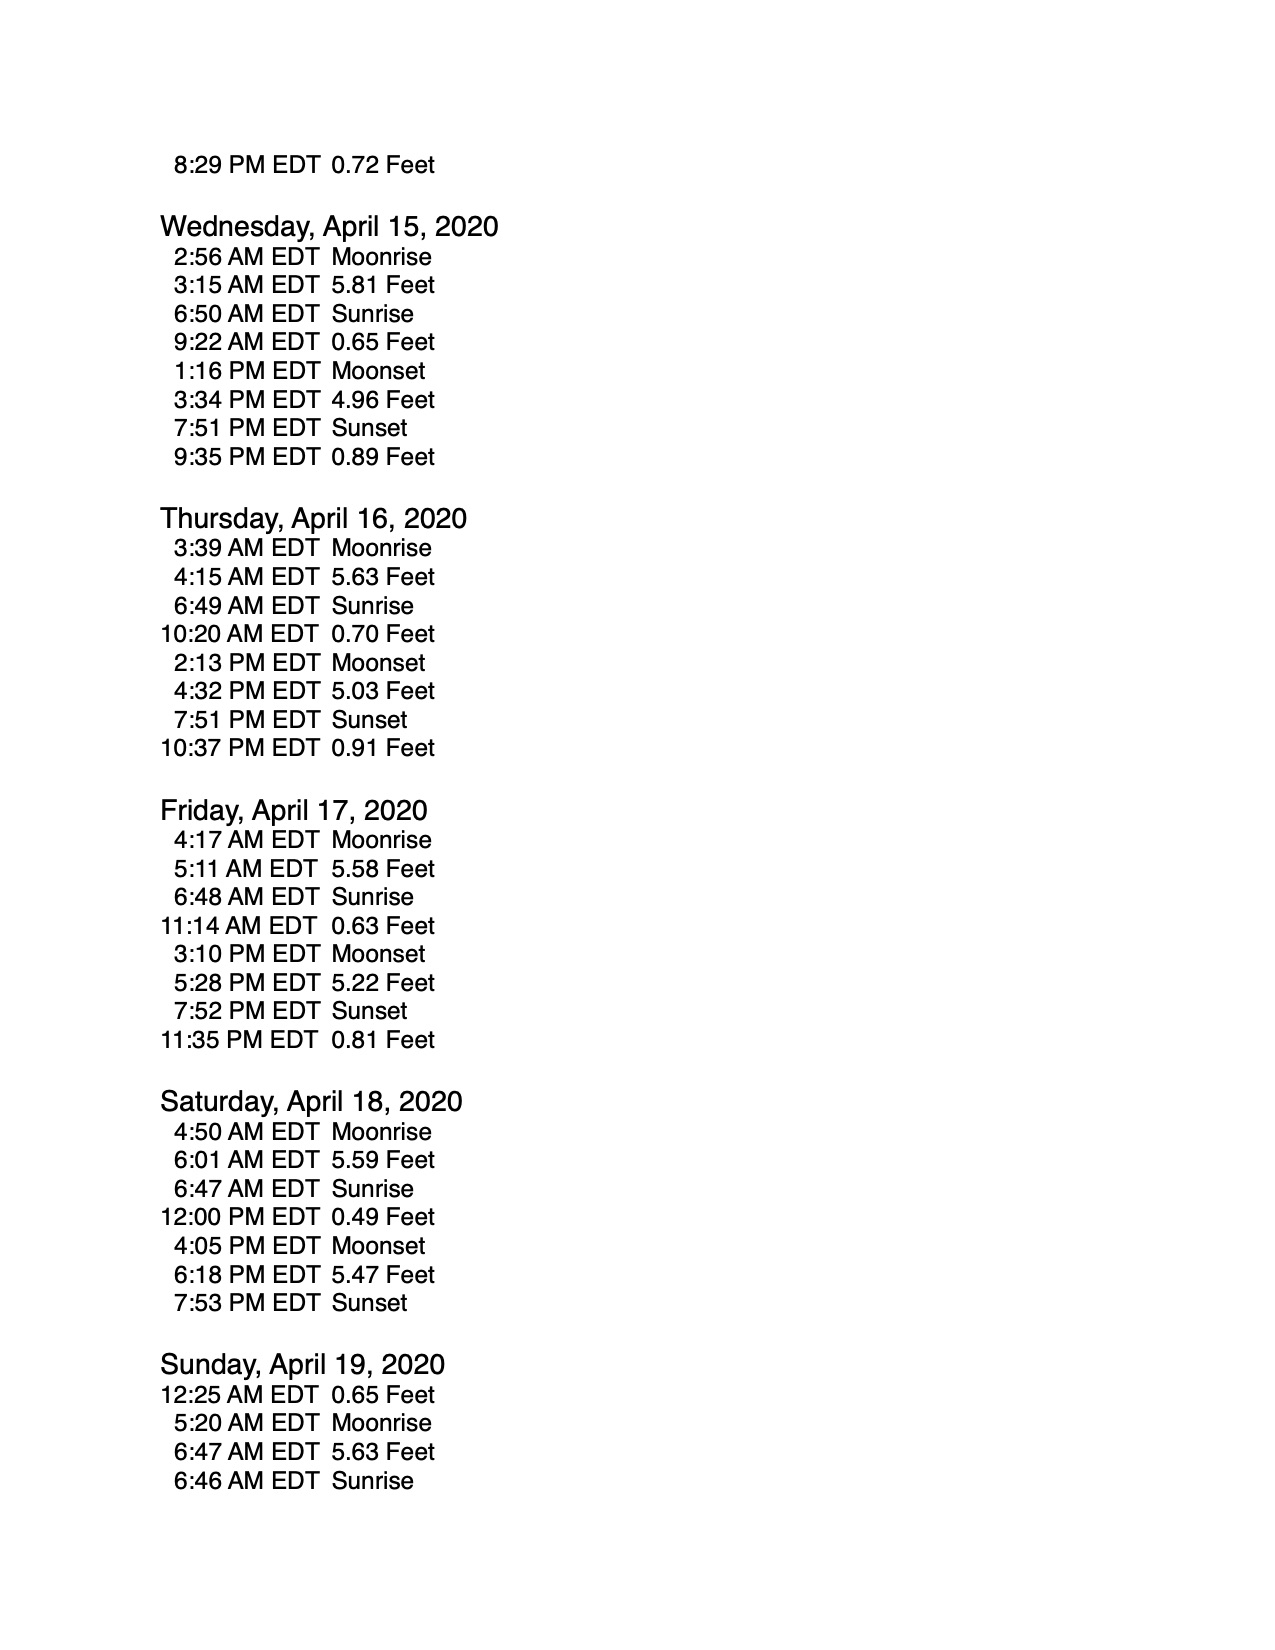 8:29 PM EDT 0.72 Feet
Wednesday, April 15, 2020
2:56 AM EDT Moonrise
3:15 AM EDT 5.81 Feet
6:50 AM EDT Sunrise
9:22 AM EDT 0.65 Feet
1:16 PM EDT Moonset
3:34 PM EDT 4.96 Feet
7:51 PM EDT Sunset
9:35 PM EDT 0.89 Feet
Thursday, April 16, 2020
3:39 AM EDT Moonrise
4:15 AM EDT 5.63 Feet
6:49 AM EDT Sunrise
10:20 AM EDT 0.70 Feet
2:13 PM EDT Moonset
4:32 PM EDT 5.03 Feet
7:51 PM EDT Sunset
10:37 PM EDT 0.91 Feet
Friday, April 17, 2020
4:17 AM EDT Moonrise
5:11 AM EDT 5.58 Feet
6:48 AM EDT Sunrise
11:14 AM EDT 0.63 Feet
3:10 PM EDT Moonset
5:28 PM EDT 5.22 Feet
7:52 PM EDT Sunset
11:35 PM EDT 0.81 Feet
Saturday, April 18, 2020
4:50 AM EDT Moonrise
6:01 AM EDT 5.59 Feet
6:47 AM EDT Sunrise
12:00 PM EDT 0.49 Feet
4:05 PM EDT Moonset
6:18 PM EDT 5.47 Feet
7:53 PM EDT Sunset
Sunday, April 19, 2020
12:25 AM EDT 0.65 Feet
5:20 AM EDT Moonrise
6:47 AM EDT 5.63 Feet
6:46 AM EDT Sunrise